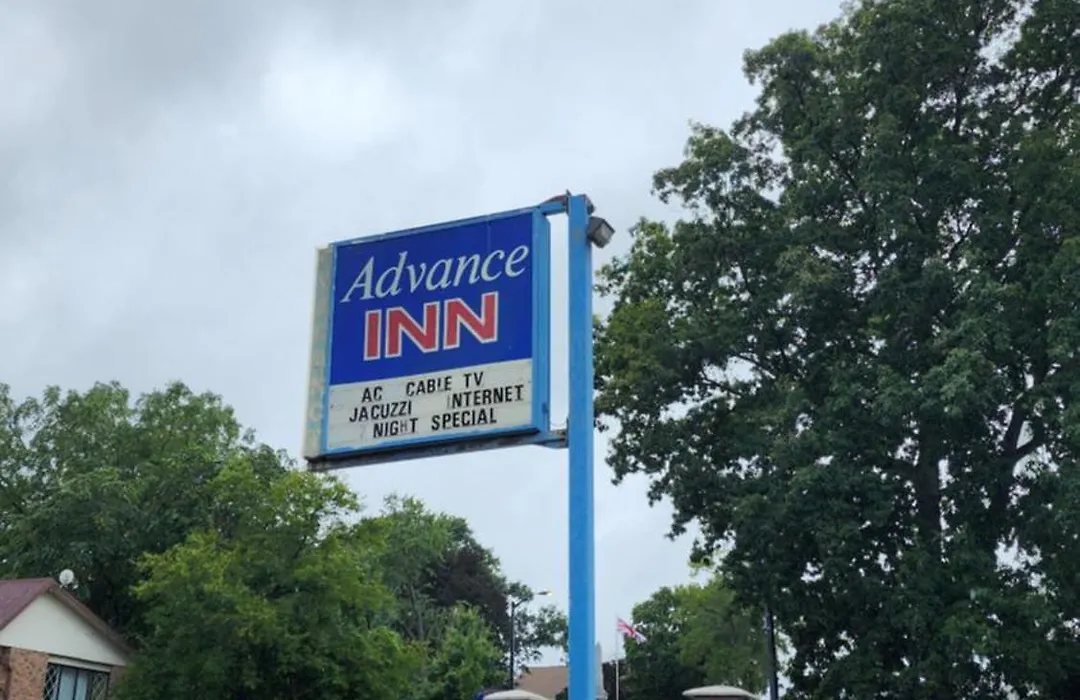 Advance
INN
AC CABLE TV
JACUZZI INTERNET
NIGHT SPECIAL